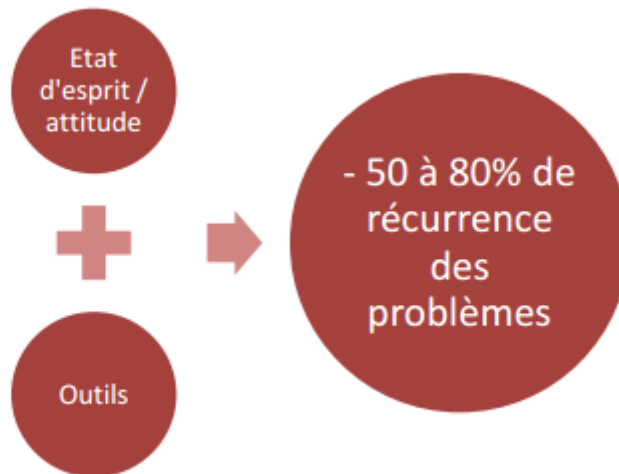 Etat
d'esprit /
attitude
Outils
- 50 à 80% de
récurrence
des
problèmes